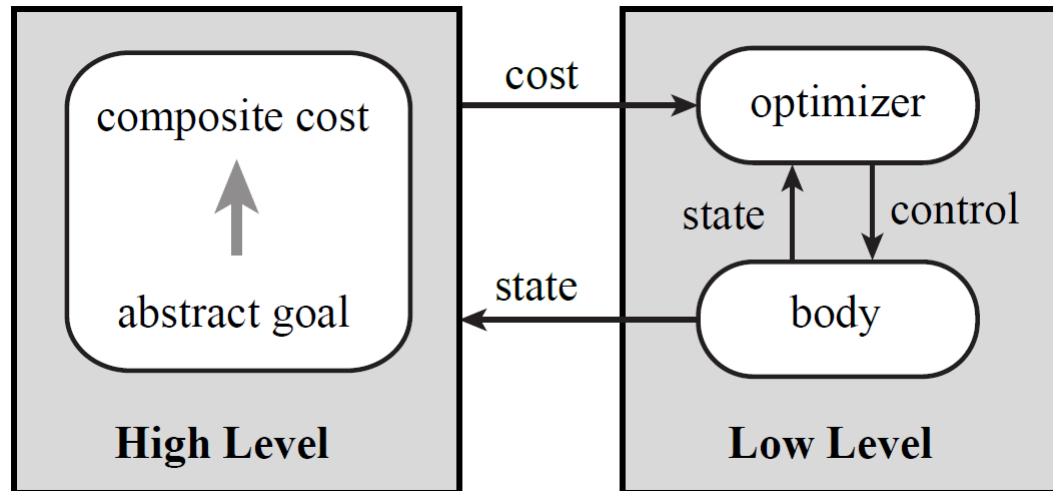 composite cost
abstract goal
High Level
cost
state
optimizer
state
control
body
Low Level